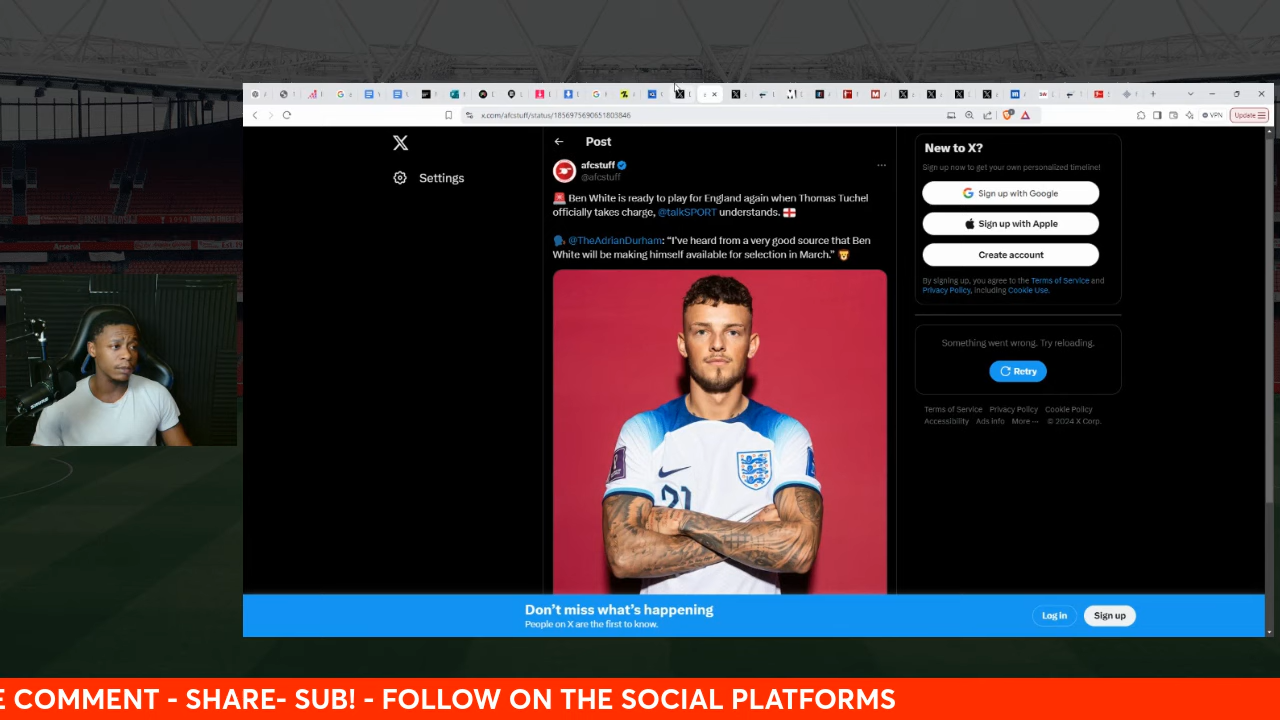 Update
x.com/afcstuff/status/1856975690651803846
VPN
Post
Settings
afcstuff
@afcstuff
Ben White is ready to play for England again when Thomas Tuchel
officially takes charge, @talkSPORT understands.
@TheAdrianDurham: “I’ve heard from a very good source that Ben
White will be making himself available for selection in March.”
21
New to X?
Sign up now to get your own personalized timeline!
Sign up with Google
Sign up with Apple
Create account
By signing up, you agree to the Terms of Service and
Privacy Policy, including Cookie Use.
Something went wrong. Try reloading.
Retry
Terms of Service Privacy Policy Cookie Policy
Accessibility Ads info More ··· © 2024 X Corp.
Don’t miss what’s happening
People on X are the first to know.
Log in
Sign up
Arsenal
SHURE
E COMMENT - SHARE- SUB! - FOLLOW ON THE SOCIAL PLATFORMS